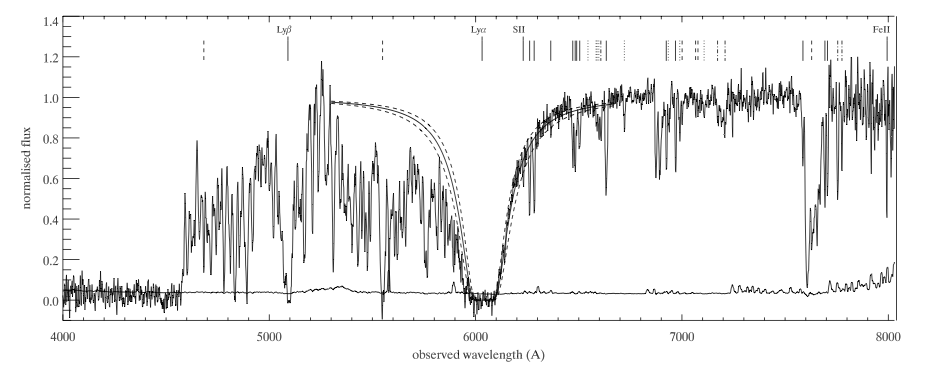 Lyβ Lyα SII FeII
1.4
1.2
1.0
0.8
0.6
0.4
0.2
0.0
normalised flux
4000 5000 6000 7000 8000
observed wavelength (A)